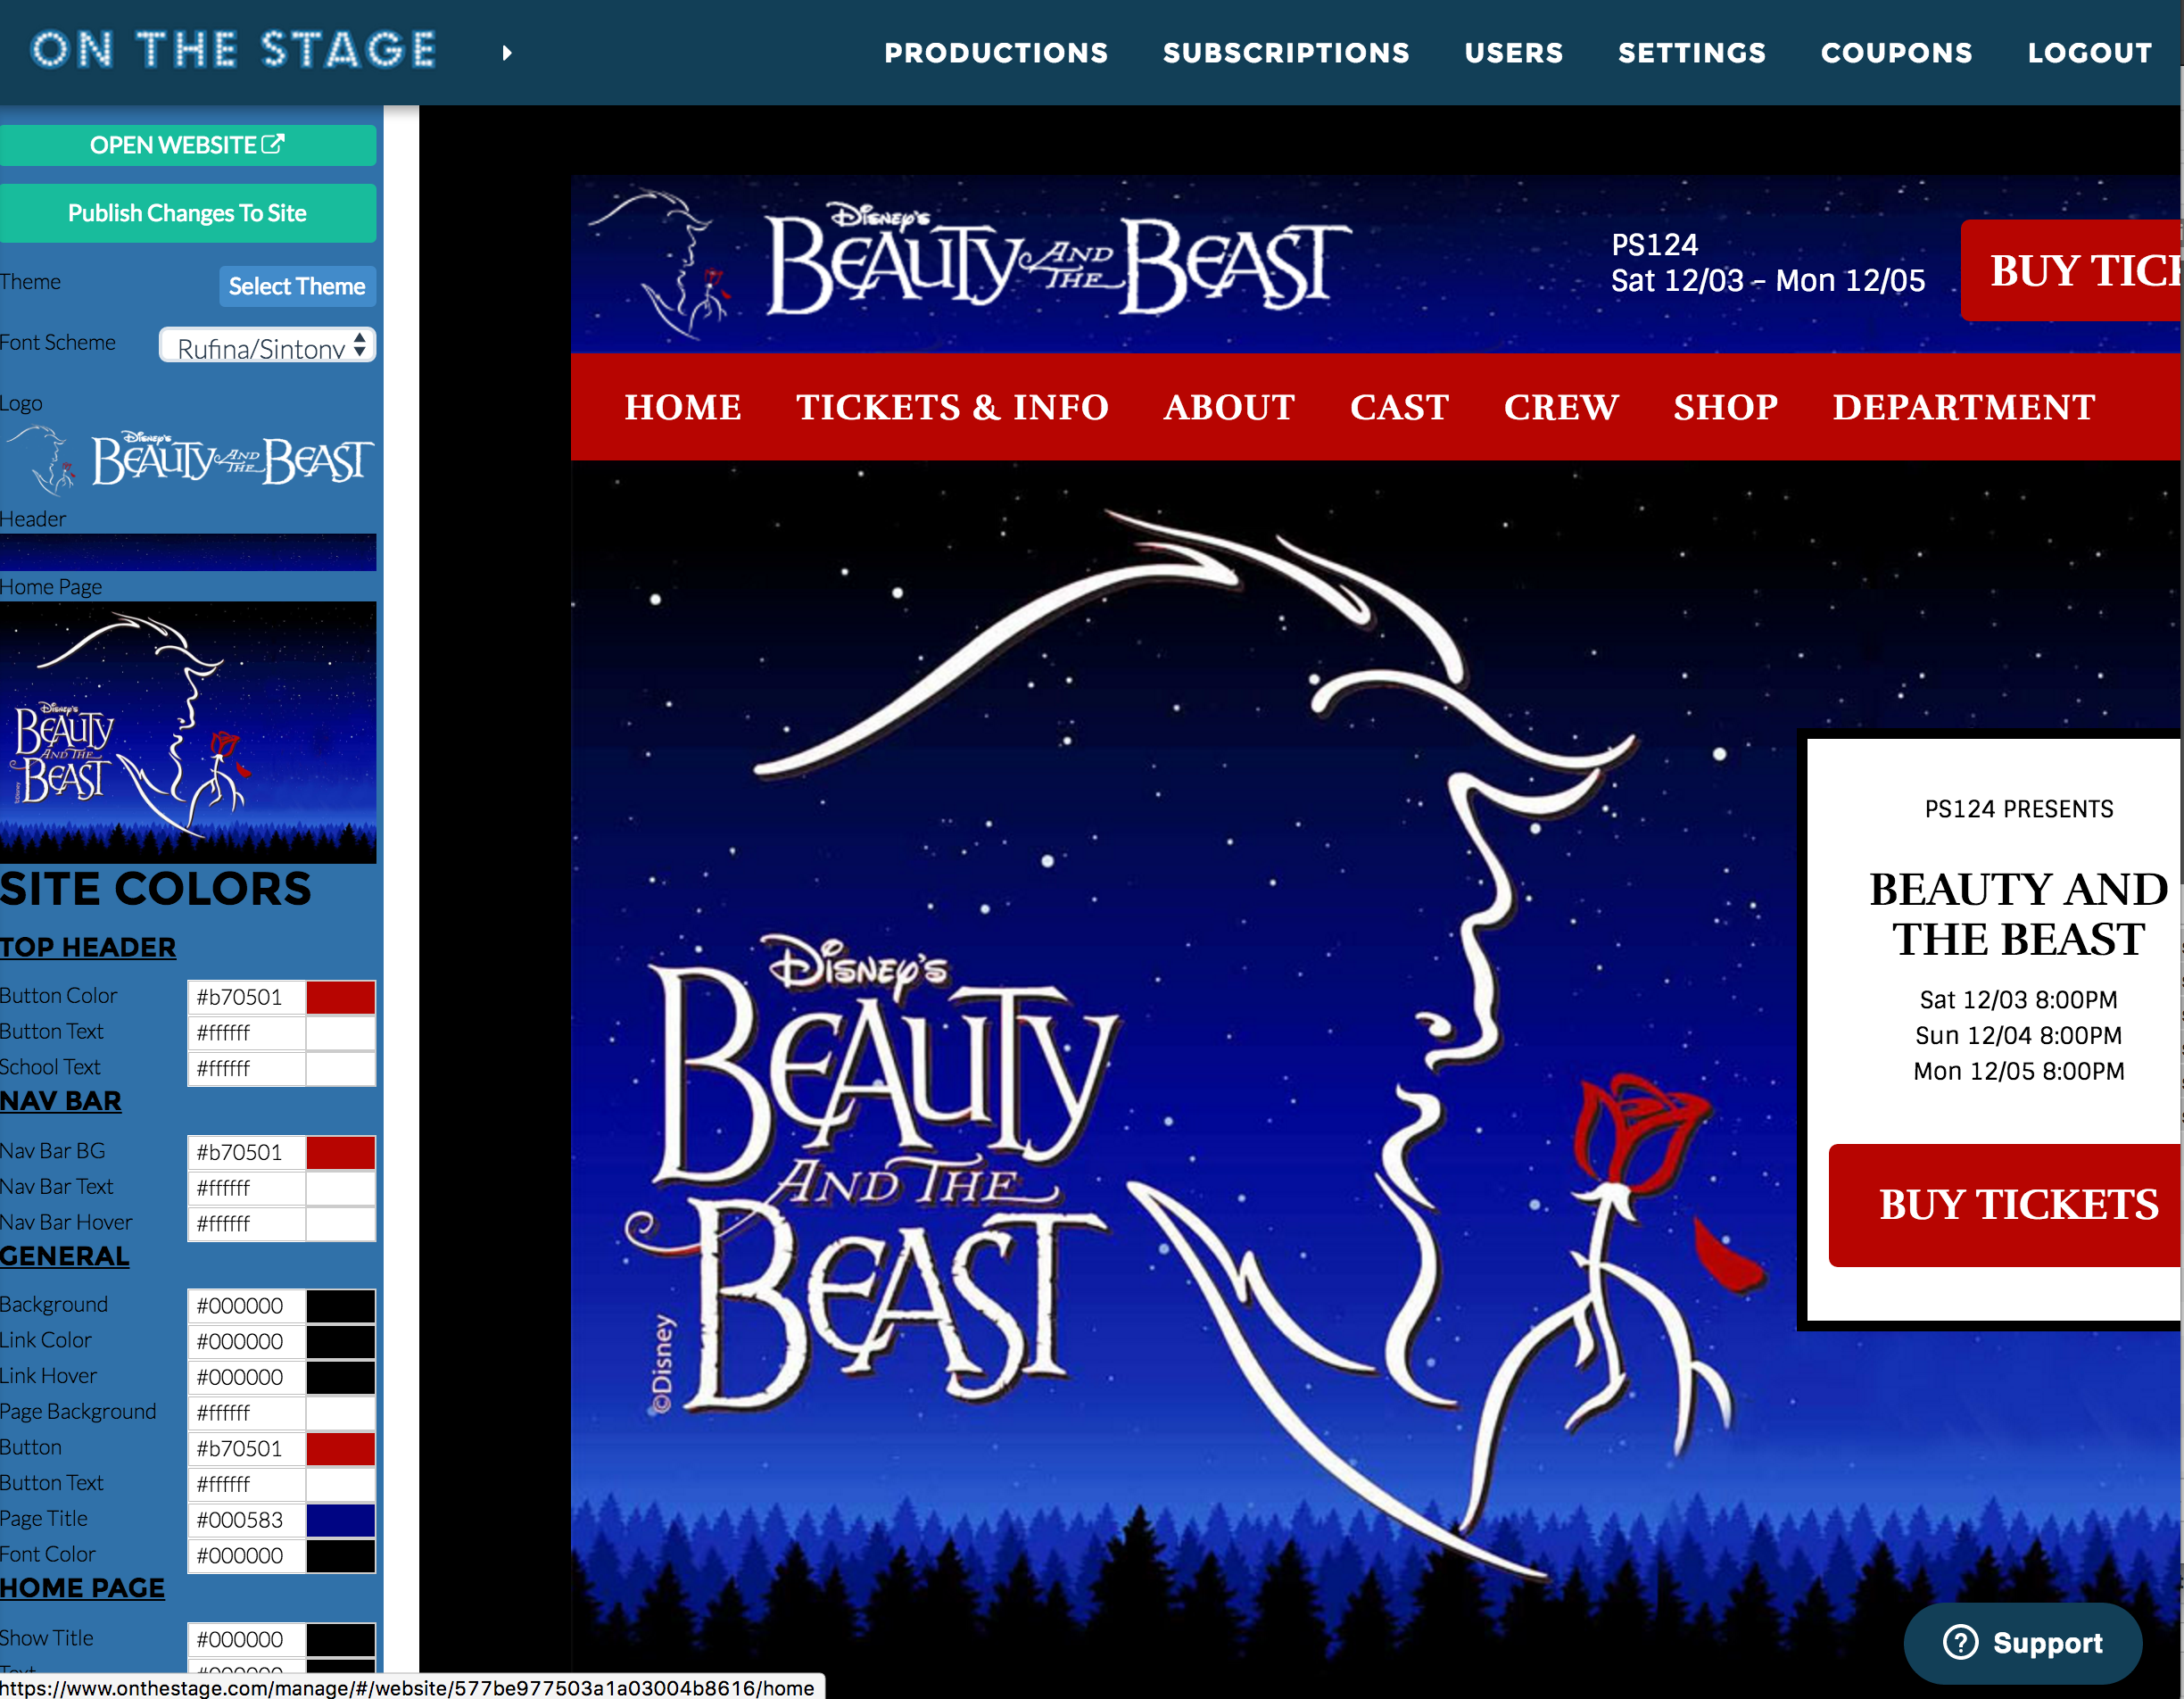 ON THE STAGE
PRODUCTIONS SUBSCRIPTIONS USERS SETTINGS COUPONS LOGOUT
OPEN WEBSITE
Publish Changes To Site
Theme
Select Theme
Font Scheme
Rufina/Sintony
Logo
Disney's
Beauty and the Beast
Header
Home Page
Disney's
Beauty
and the
Beast
SITE COLORS
TOP HEADER
Button Color #b70501
Button Text #ffffff
School Text #ffffff
NAV BAR
Nav Bar BG #b70501
Nav Bar Text #ffffff
Nav Bar Hover #ffffff
GENERAL
Background #000000
Link Color #000000
Link Hover #000000
Page Background #ffffff
Button #b70501
Button Text #ffffff
Page Title #000583
Font Color #000000
HOME PAGE
Show Title #000000
Text #000000
https://www.onthestage.com/manage/#/website/577be977503a1a03004b8616/home
Disney's
Beauty and the Beast
PS124
Sat 12/03 - Mon 12/05
BUY TICK
HOME TICKETS & INFO ABOUT CAST CREW SHOP DEPARTMENT
Disney's
Beauty
and the
Beast
©Disney
PS124 PRESENTS
BEAUTY AND
THE BEAST
Sat 12/03 8:00PM
Sun 12/04 8:00PM
Mon 12/05 8:00PM
BUY TICKETS
Support